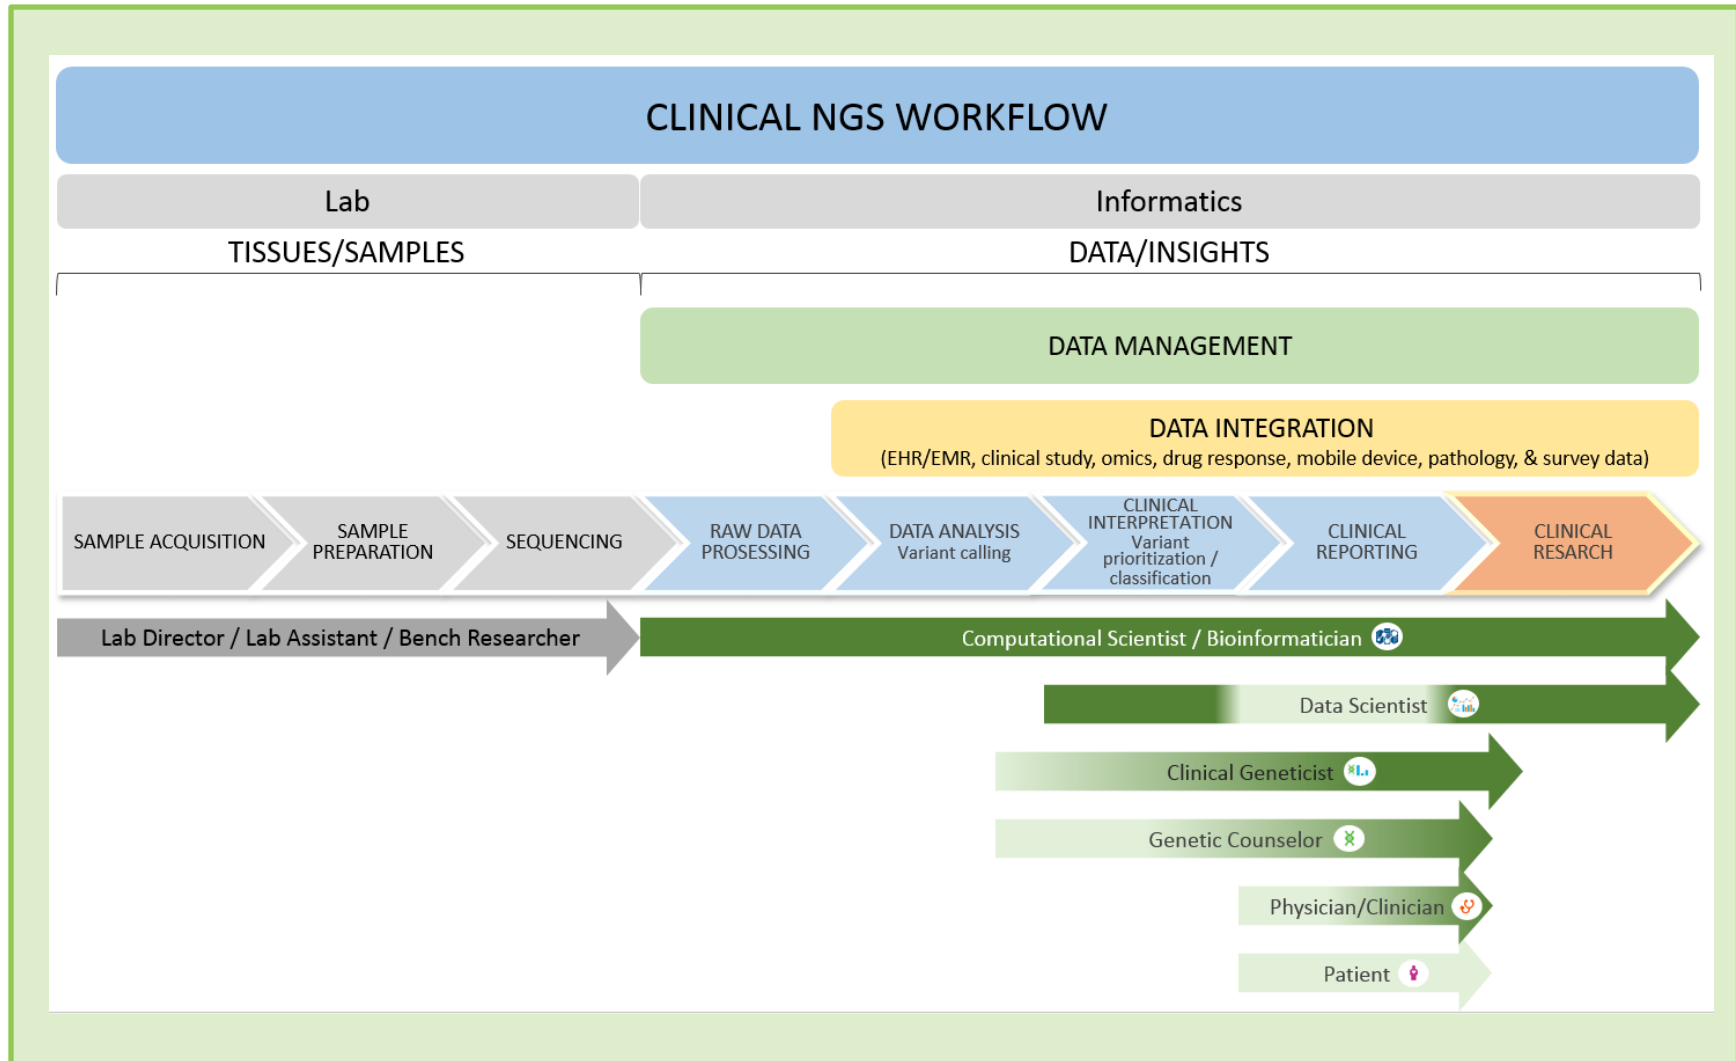 CLINICAL NGS WORKFLOW
Lab
Informatics
TISSUES/SAMPLES
DATA/INSIGHTS
DATA MANAGEMENT
DATA INTEGRATION
(EHR/EMR, clinical study, omics, drug response, mobile device, pathology, & survey data)
SAMPLE ACQUISITION
SAMPLE
PREPARATION
SEQUENCING
RAW DATA
PROSESSING
DATA ANALYSIS
Variant calling
CLINICAL
INTERPRETATION
Variant
prioritization /
classification
CLINICAL
REPORTING
CLINICAL
RESARCH
Lab Director / Lab Assistant / Bench Researcher
Computational Scientist / Bioinformatician
Data Scientist
Clinical Geneticist
Genetic Counselor
Physician/Clinician
Patient